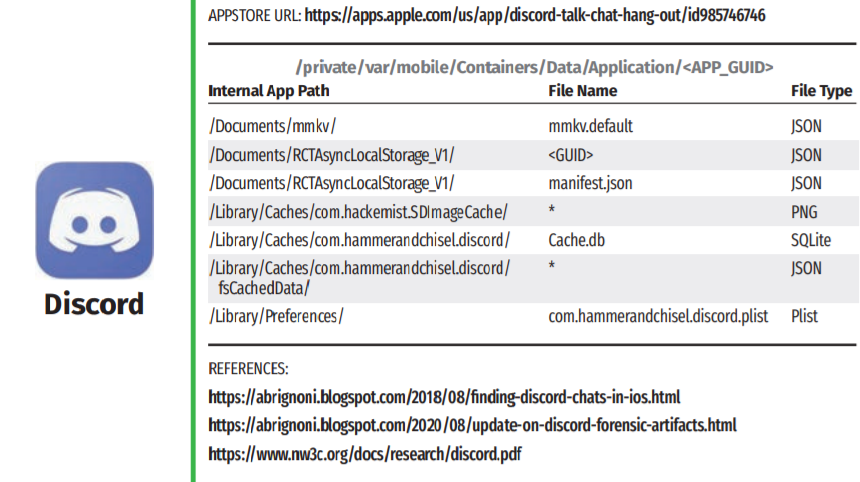 Discord
APPSTORE URL: https://apps.apple.com/us/app/discord-talk-chat-hang-out/id985746746
/private/var/mobile/Containers/Data/Application/<APP_GUID>
Internal App Path File Name File Type
/Documents/mmkv/ mmkv.default JSON
/Documents/RCTAsyncLocalStorage_V1/ <GUID> JSON
/Documents/RCTAsyncLocalStorage_V1/ manifest.json JSON
/Library/Caches/com.hackemist.SDImageCache/ * PNG
/Library/Caches/com.hammerandchisel.discord/ Cache.db SQLite
/Library/Caches/com.hammerandchisel.discord/ * JSON
fsCachedData/
/Library/Preferences/ com.hammerandchisel.discord.plist Plist
REFERENCES:
https://abrignoni.blogspot.com/2018/08/finding-discord-chats-in-ios.html
https://abrignoni.blogspot.com/2020/08/update-on-discord-forensic-artifacts.html
https://www.nw3c.org/docs/research/discord.pdf